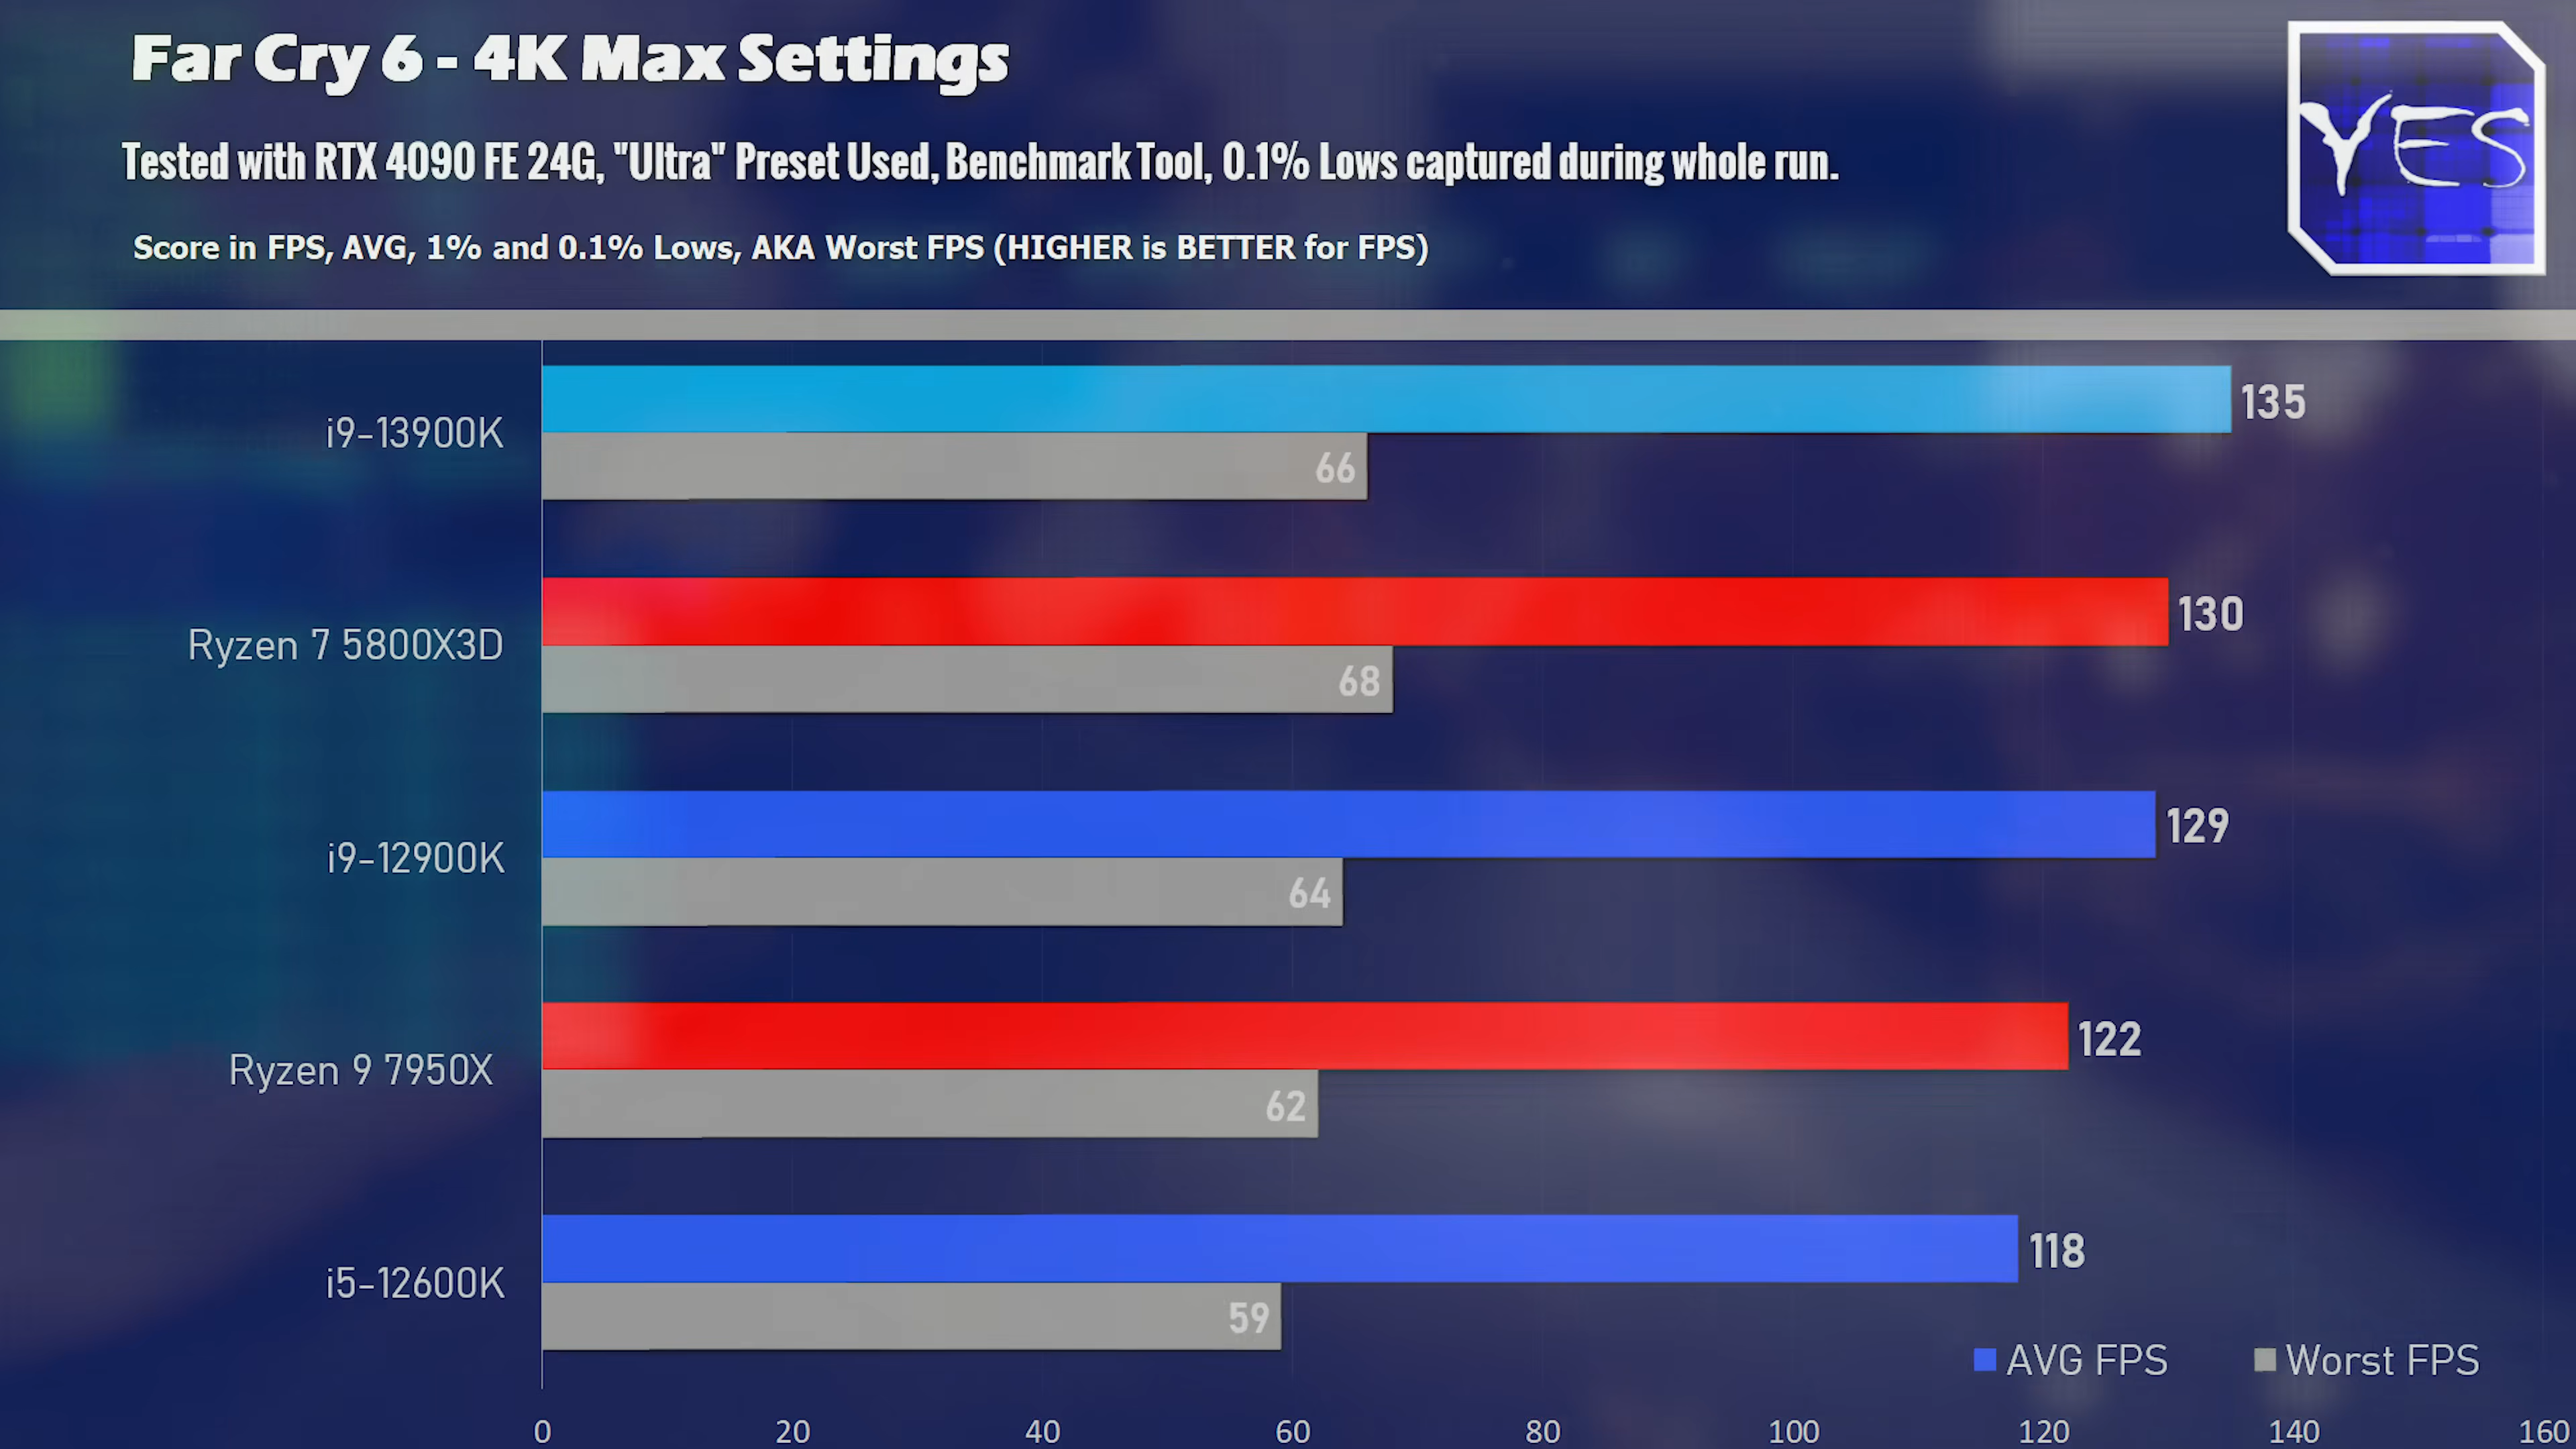 Far Cry 6 - 4K Max Settings
YES
Tested with RTX 4090 FE 24G, "Ultra" Preset Used, Benchmark Tool, 0.1% Lows captured during whole run.
Score in FPS, AVG, 1% and 0.1% Lows, AKA Worst FPS (HIGHER is BETTER for FPS)
i9-13900K
135
66
Ryzen 7 5800X3D
130
68
i9-12900K
129
64
Ryzen 9 7950X
122
62
i5-12600K
118
59
AVG FPS Worst FPS
0 20 40 60 80 100 120 140 160